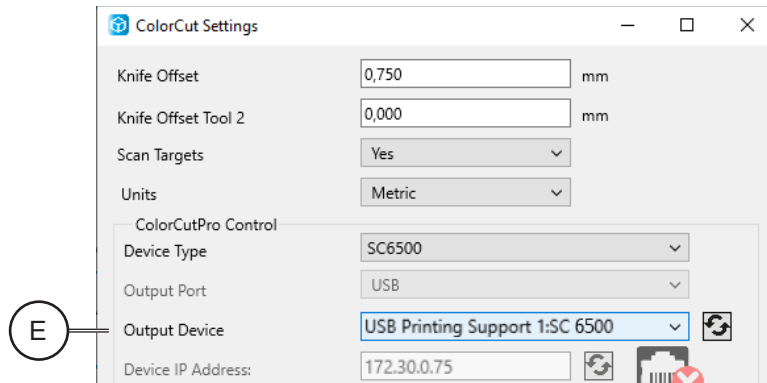 ColorCut Settings
Knife Offset 0,750 mm
Knife Offset Tool 2 0,000 mm
Scan Targets Yes
Units Metric
ColorCutPro Control
Device Type SC6500
Output Port USB
E Output Device USB Printing Support 1:SC 6500
Device IP Address: 172.30.0.75